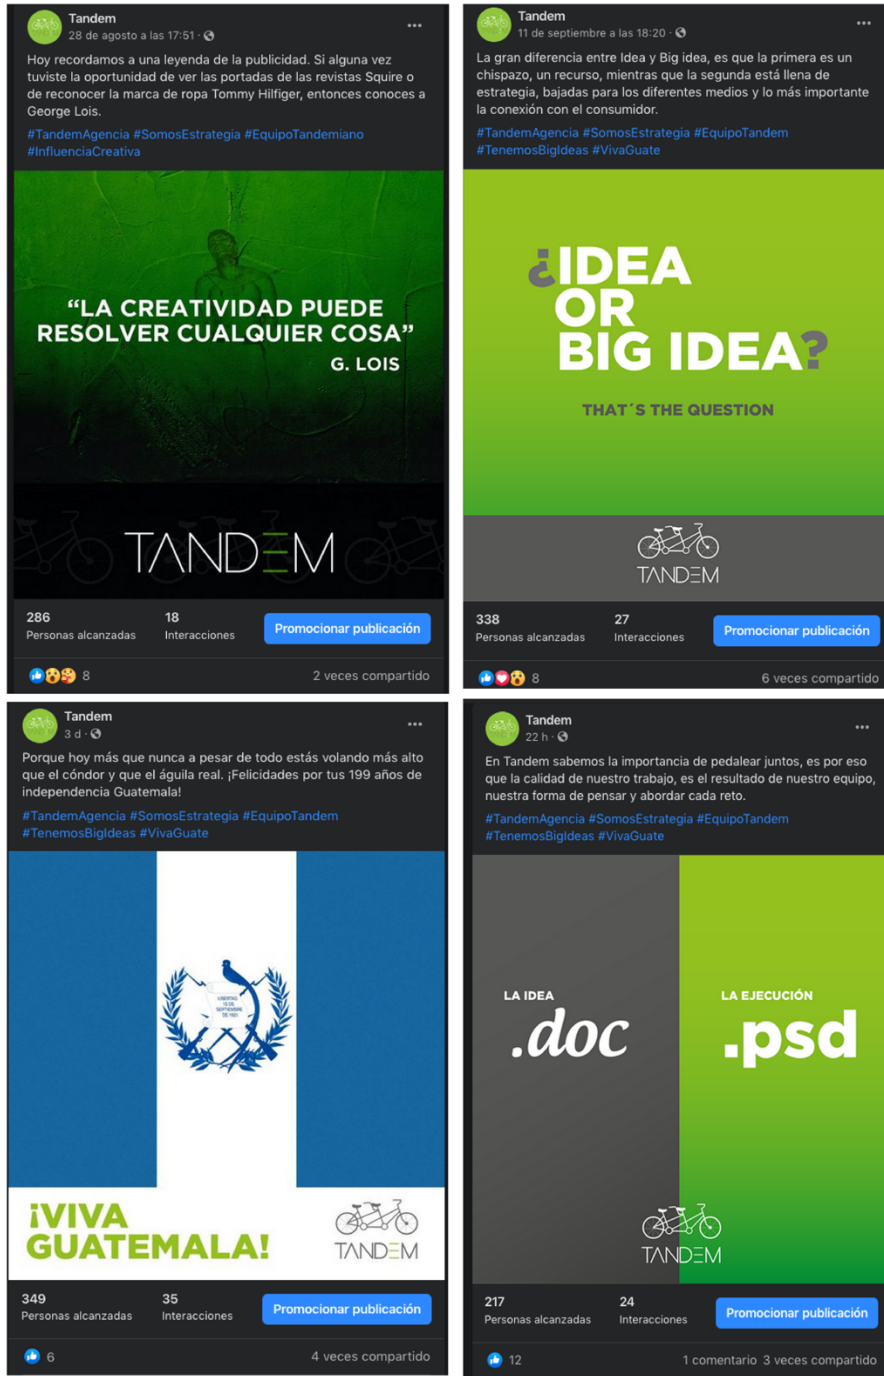 Tandem
28 de agosto a las 17:51 ·
Hoy recordamos a una leyenda de la publicidad. Si alguna vez
tuviste la oportunidad de ver las portadas de las revistas Squire o
de reconocer la marca de ropa Tommy Hilfiger, entonces conoces a
George Lois.
#TandemAgencia #SomosEstrategia #EquipoTandemiano
#InfluenciaCreativa
“LA CREATIVIDAD PUEDE
RESOLVER CUALQUIER COSA”
G. LOIS
TANDEM
286
Personas alcanzadas
18
Interacciones
Promocionar publicación
8
2 veces compartido
Tandem
11 de septiembre a las 18:20 ·
La gran diferencia entre Idea y Big idea, es que la primera es un
chispazo, un recurso, mientras que la segunda está llena de
estrategia, bajadas para los diferentes medios y lo más importante
la conexión con el consumidor.
#TandemAgencia #SomosEstrategia #EquipoTandem
#TenemosBigIdeas #VivaGuate
¿IDEA
OR
BIG IDEA?
THAT´S THE QUESTION
TANDEM
338
Personas alcanzadas
27
Interacciones
Promocionar publicación
8
6 veces compartido
Tandem
3 d ·
Porque hoy más que nunca a pesar de todo estás volando más alto
que el cóndor y que el águila real. ¡Felicidades por tus 199 años de
independencia Guatemala!
#TandemAgencia #SomosEstrategia #EquipoTandem
#TenemosBigIdeas #VivaGuate
LIBERTAD
15 DE
SEPTIEMBRE
DE 1821
¡VIVA
GUATEMALA!
TANDEM
349
Personas alcanzadas
35
Interacciones
Promocionar publicación
6
4 veces compartido
Tandem
22 h ·
En Tandem sabemos la importancia de pedalear juntos, es por eso
que la calidad de nuestro trabajo, es el resultado de nuestro equipo,
nuestra forma de pensar y abordar cada reto.
#TandemAgencia #SomosEstrategia #EquipoTandem
#TenemosBigIdeas #VivaGuate
LA IDEA
.doc
LA EJECUCIÓN
.psd
TANDEM
217
Personas alcanzadas
24
Interacciones
Promocionar publicación
12
1 comentario 3 veces compartido